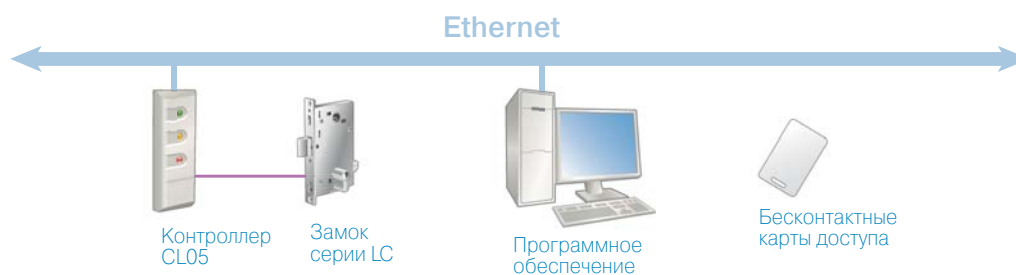 Ethernet
Контроллер
CL05
Замок
серии LC
Программное
обеспечение
Бесконтактные
карты доступа